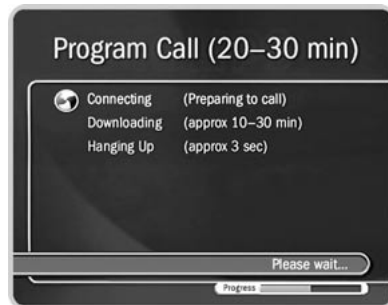 Program Call (20–30 min)
Connecting (Preparing to call)
Downloading (approx 10–30 min)
Hanging Up (approx 3 sec)
Please wait...
Progress